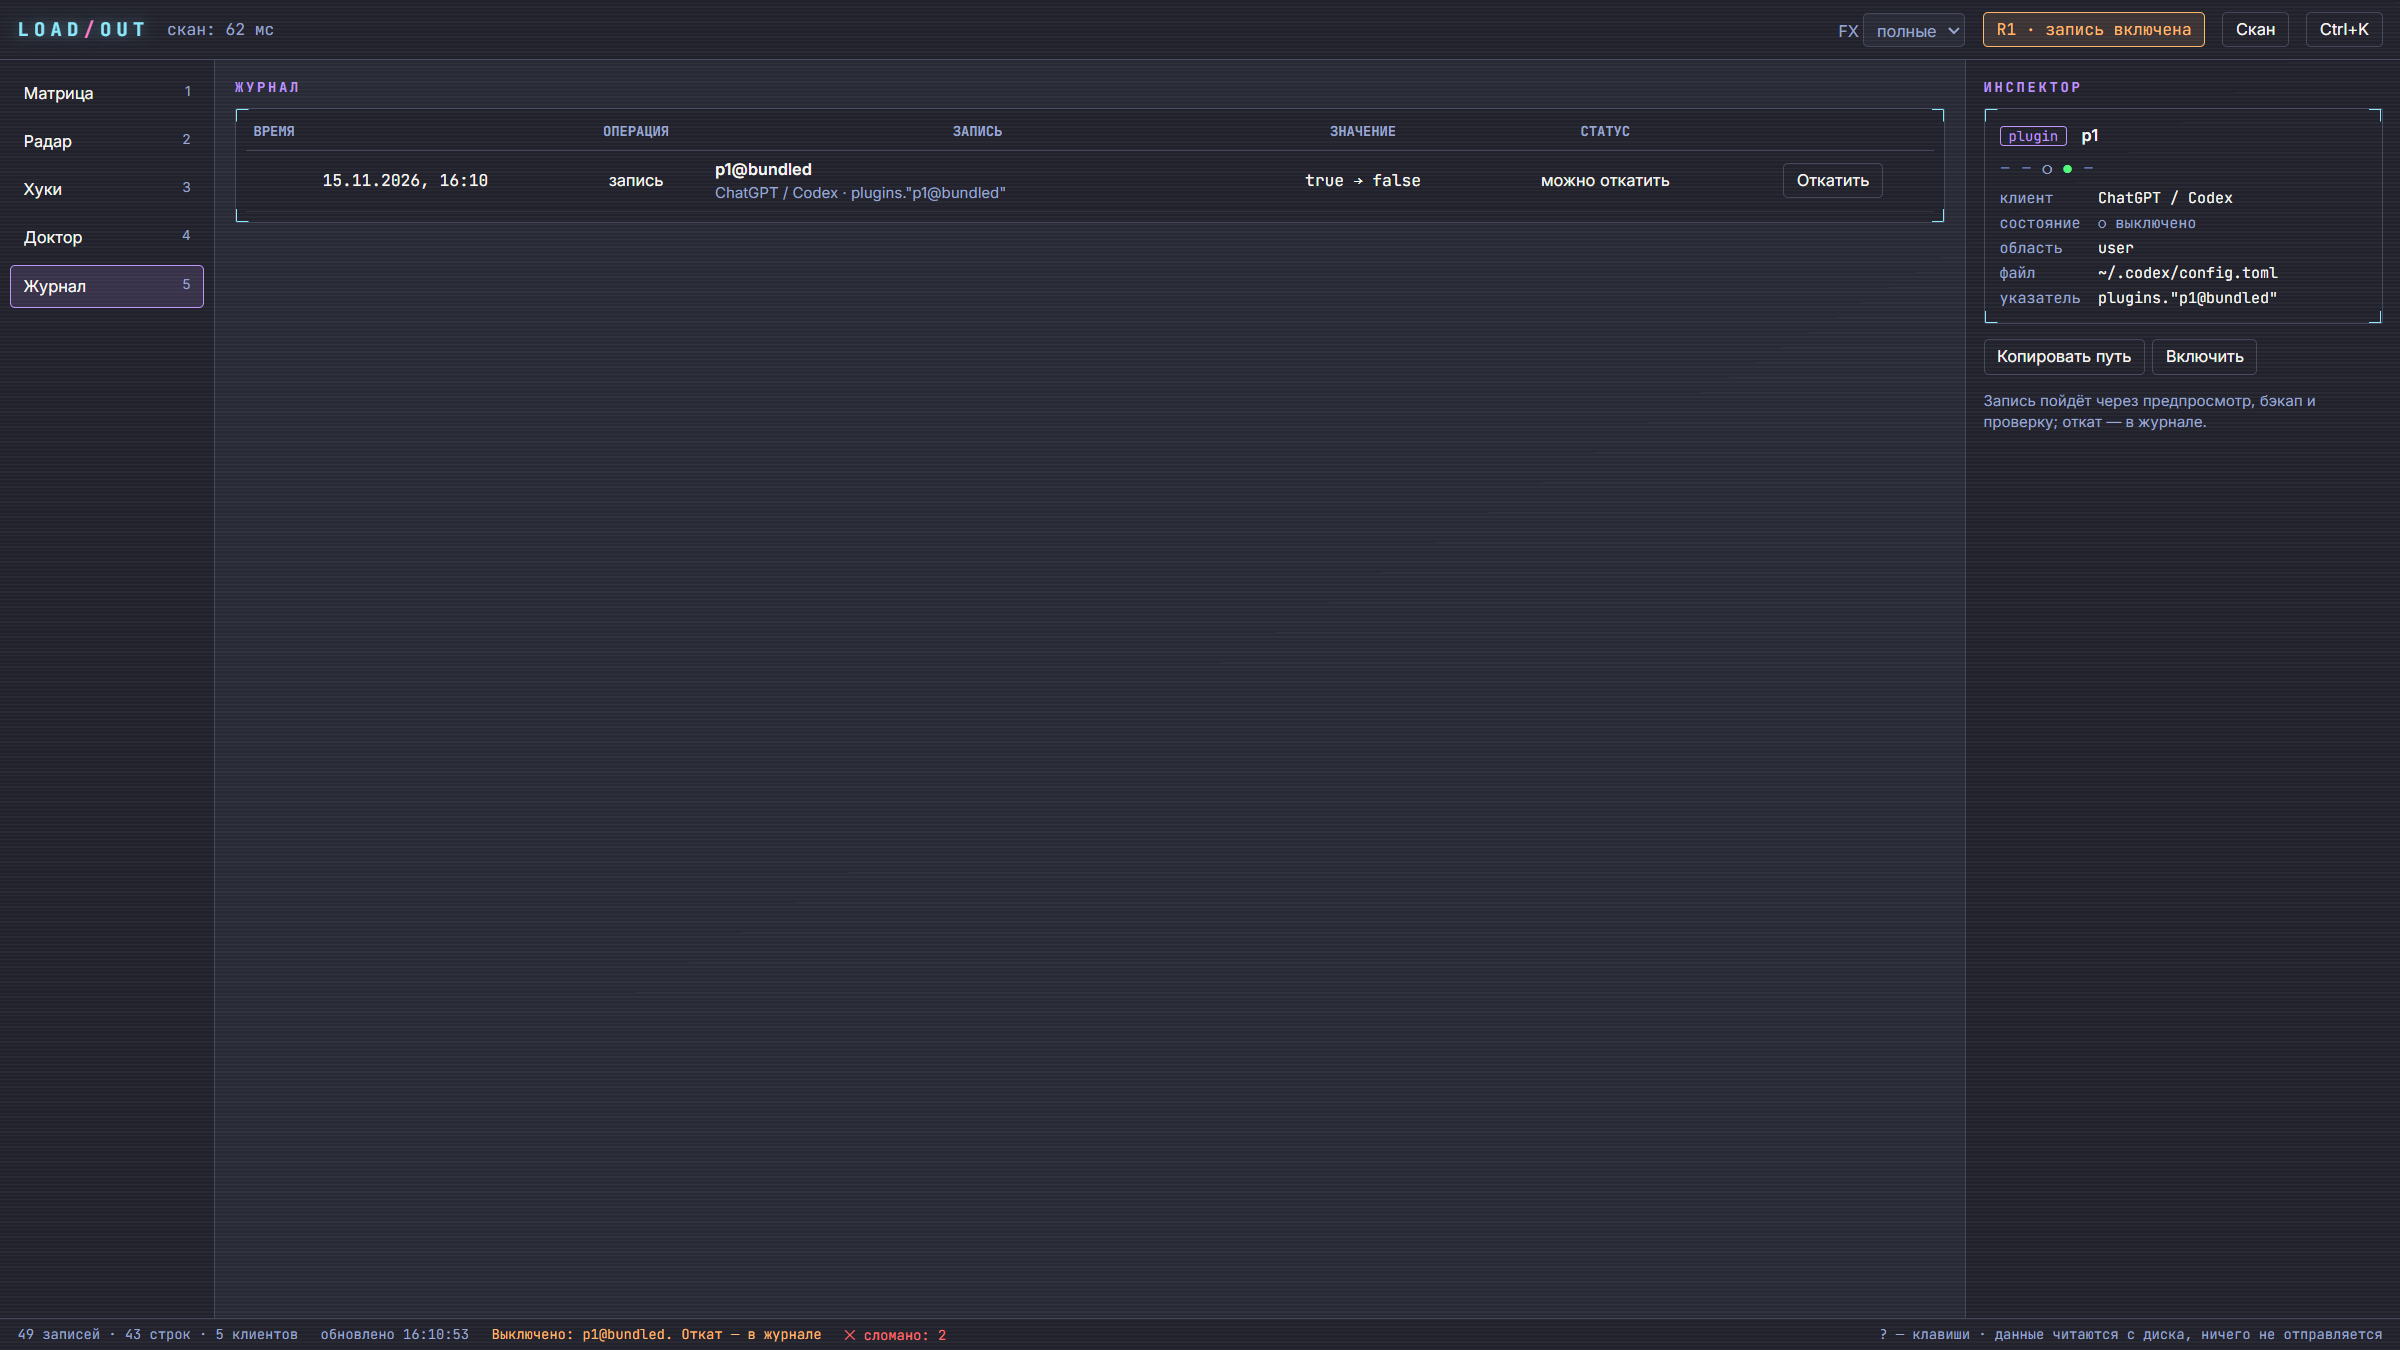 LOAD/OUT скан: 62 мс
FX полные R1 · запись включена Скан Ctrl+K
Матрица 1
Радар 2
Хуки 3
Доктор 4
Журнал 5
ЖУРНАЛ
ВРЕМЯ ОПЕРАЦИЯ ЗАПИСЬ ЗНАЧЕНИЕ СТАТУС
15.11.2026, 16:10 запись p1@bundled true → false можно откатить Откатить
ChatGPT / Codex · plugins."p1@bundled"
ИНСПЕКТОР
plugin p1
— — ○ ● —
клиент ChatGPT / Codex
состояние ○ выключено
область user
файл ~/.codex/config.toml
указатель plugins."p1@bundled"
Копировать путь Включить
Запись пойдёт через предпросмотр, бэкап и
проверку; откат — в журнале.
49 записей · 43 строк · 5 клиентов обновлено 16:10:53 Выключено: p1@bundled. Откат — в журнале ✕ сломано: 2
? — клавиши · данные читаются с диска, ничего не отправляется